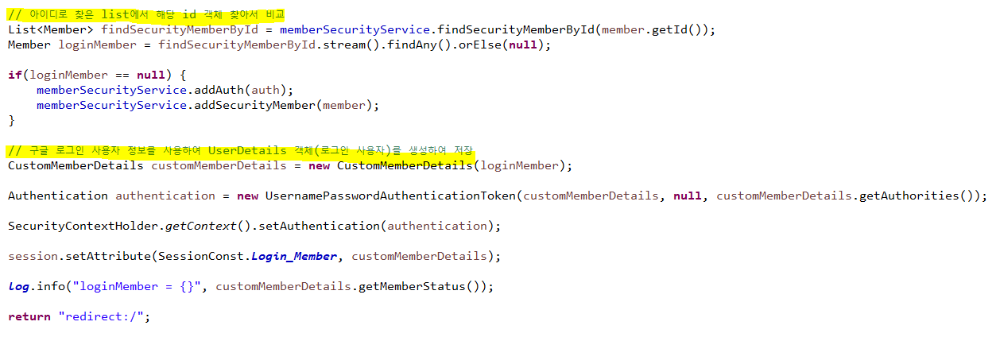 // 아이디로 찾은 list에서 해당 id 객체 찾아서 비교
List<Member> findSecurityMemberById = memberSecurityService.findSecurityMemberById(member.getId());
Member loginMember = findSecurityMemberById.stream().findAny().orElse(null);
if(loginMember == null) {
    memberSecurityService.addAuth(auth);
    memberSecurityService.addSecurityMember(member);
}
// 구글 로그인 사용자 정보를 사용하여 UserDetails 객체(로그인 사용자)를 생성하여 저장
CustomMemberDetails customMemberDetails = new CustomMemberDetails(loginMember);
Authentication authentication = new UsernamePasswordAuthenticationToken(customMemberDetails, null, customMemberDetails.getAuthorities());
SecurityContextHolder.getContext().setAuthentication(authentication);
session.setAttribute(SessionConst.Login_Member, customMemberDetails);
log.info("loginMember = {}", customMemberDetails.getMemberStatus());
return "redirect:/";